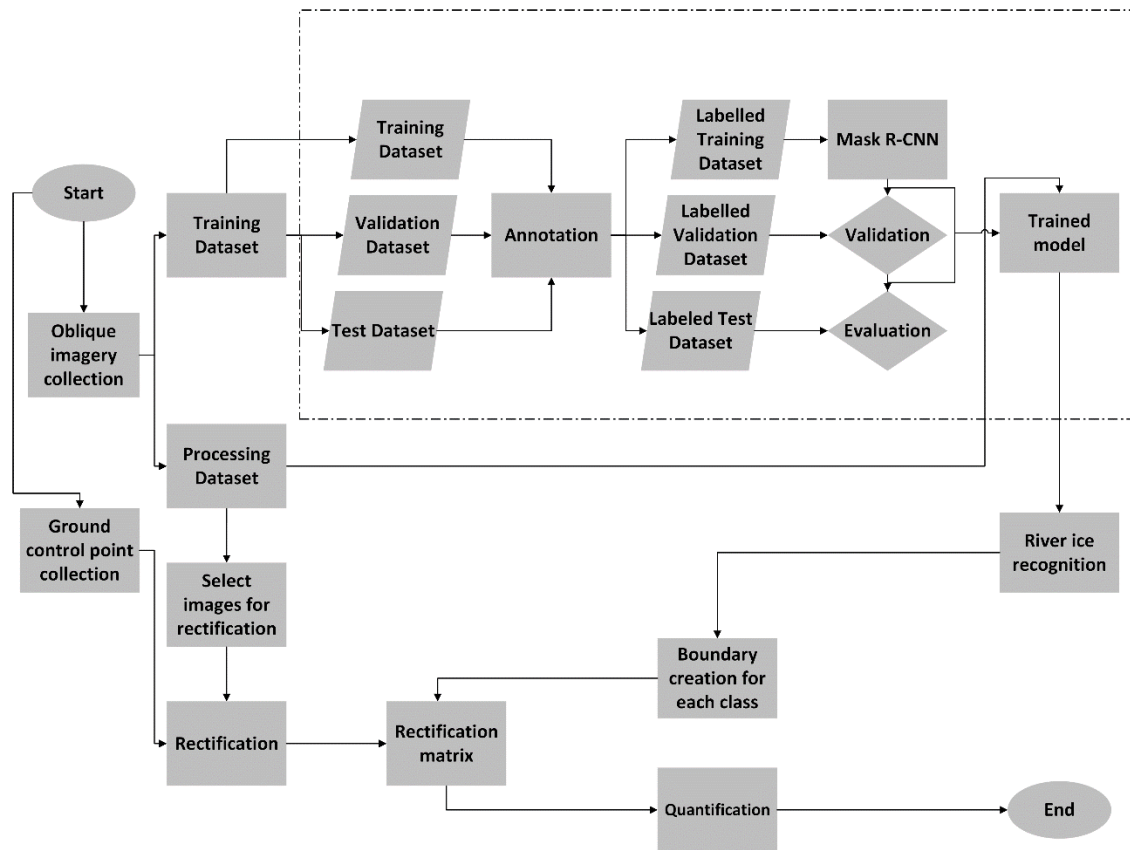 Training
Dataset
Labelled
Training
Dataset
Mask R-CNN
Start
Training
Dataset
Validation
Dataset
Annotation
Labelled
Validation
Dataset
Validation
Trained
model
Oblique
imagery
collection
Test Dataset
Labeled Test
Dataset
Evaluation
Processing
Dataset
Ground
control point
collection
Select
images for
rectification
River ice
recognition
Boundary
creation for
each class
Rectification
Rectification
matrix
Quantification
End